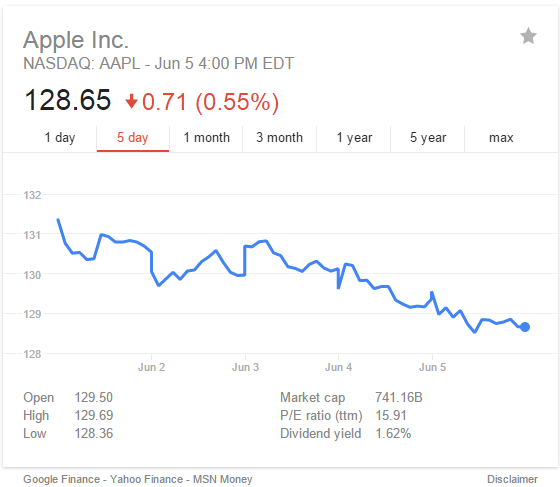 Apple Inc.
NASDAQ: AAPL - Jun 5 4:00 PM EDT
128.65 0.71 (0.55%)
1 day 5 day 1 month 3 month 1 year 5 year max
132
131
130
129
128
Jun 2 Jun 3 Jun 4 Jun 5
Open 129.50 Market cap 741.16B
High 129.69 P/E ratio (ttm) 15.91
Low 128.36 Dividend yield 1.62%
Google Finance - Yahoo Finance - MSN Money Disclaimer